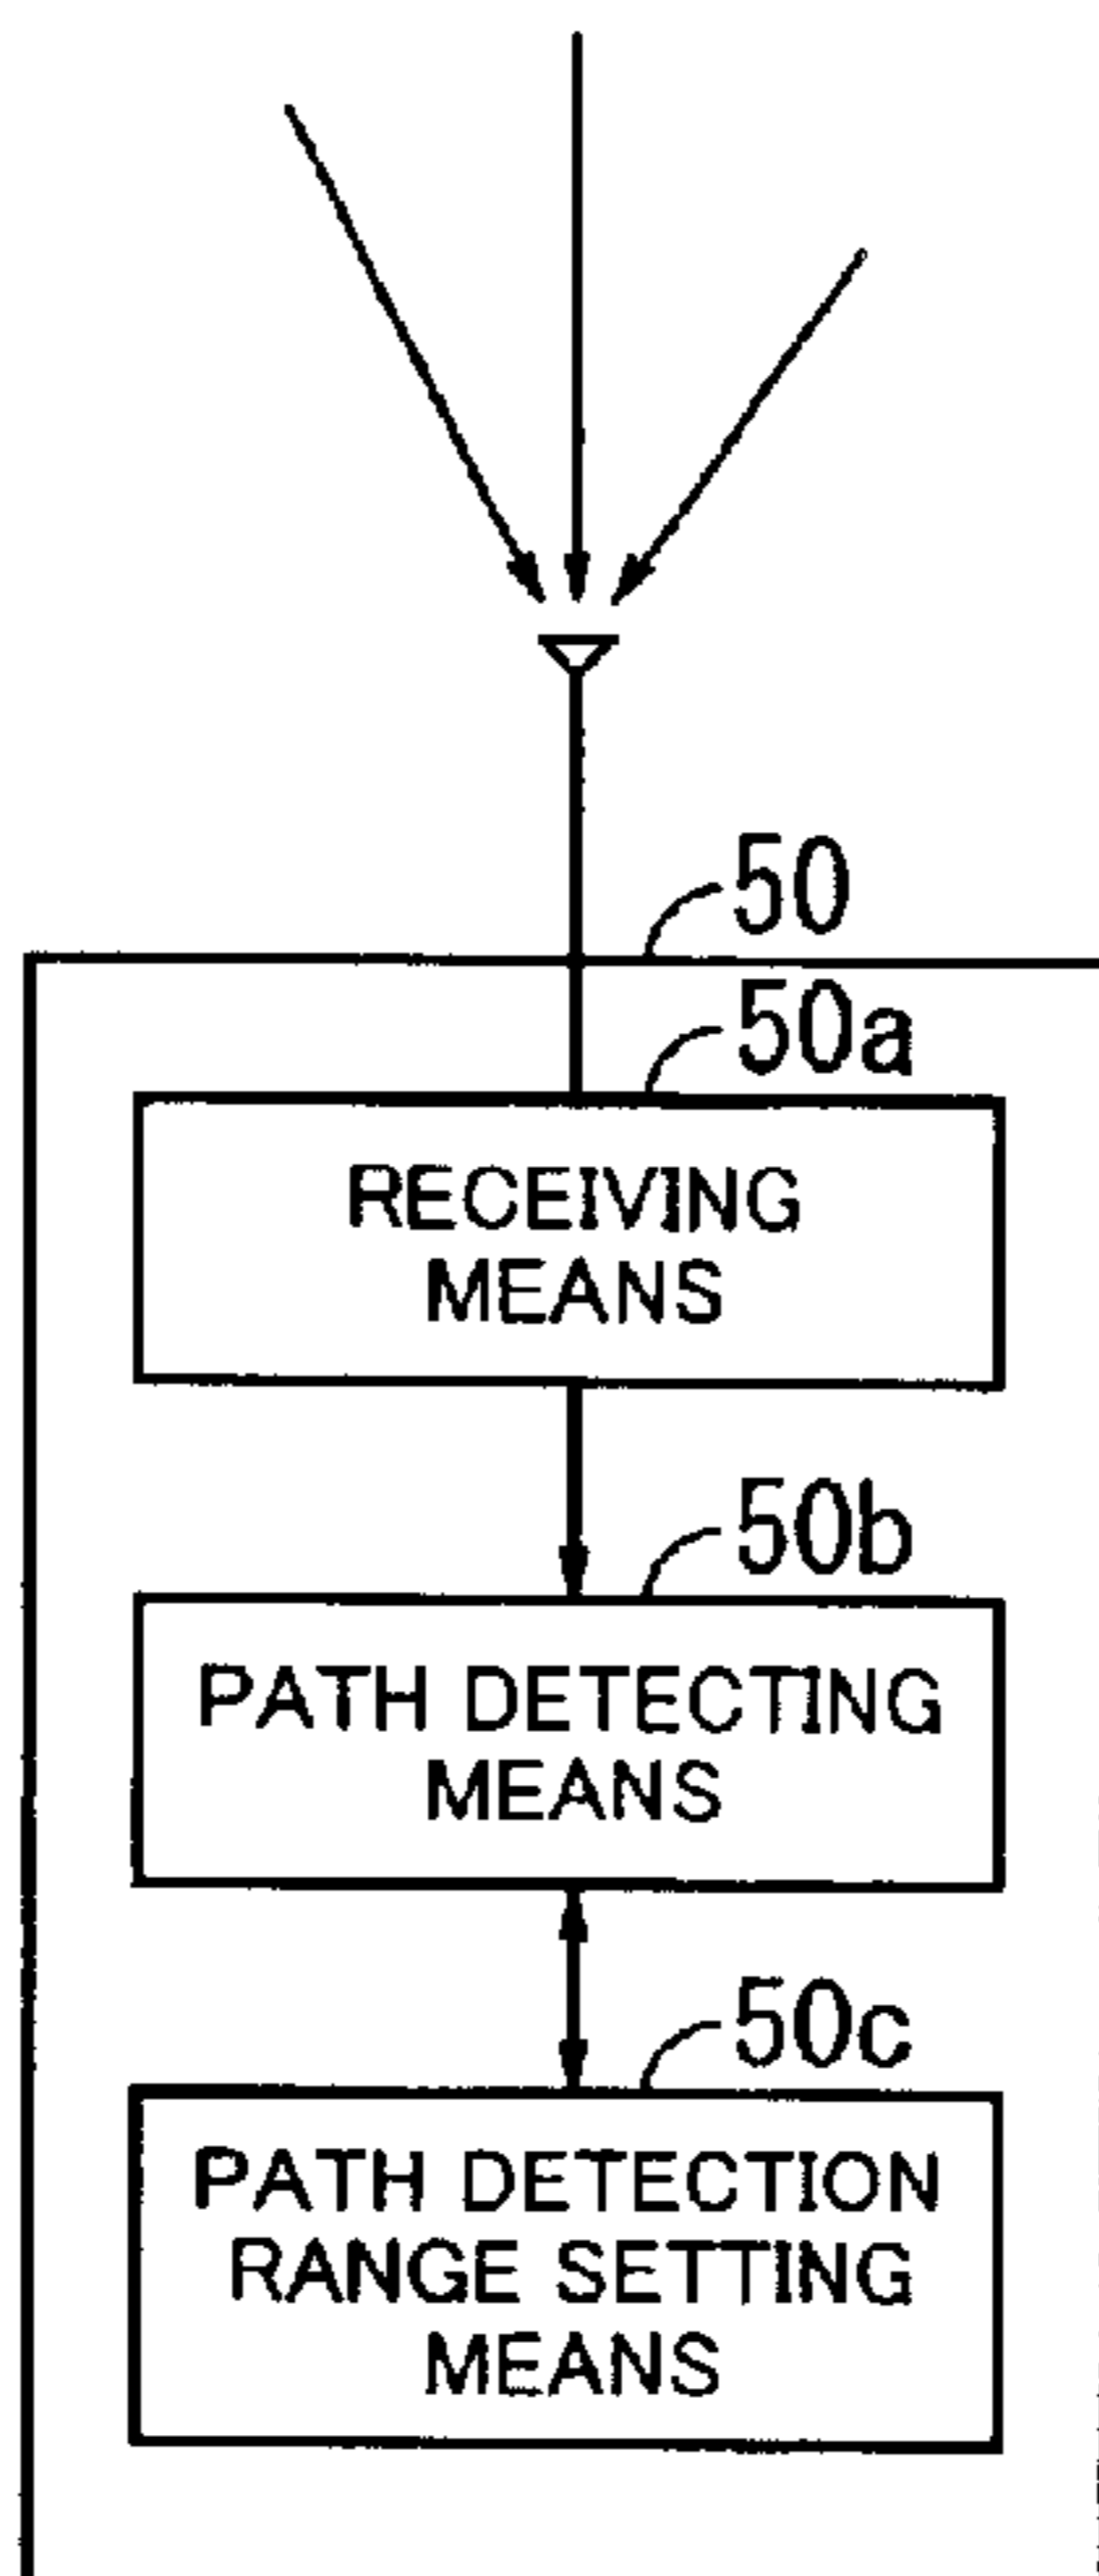 50
50a
RECEIVING
MEANS
50b
PATH DETECTING
MEANS
50c
PATH DETECTION
RANGE SETTING
MEANS